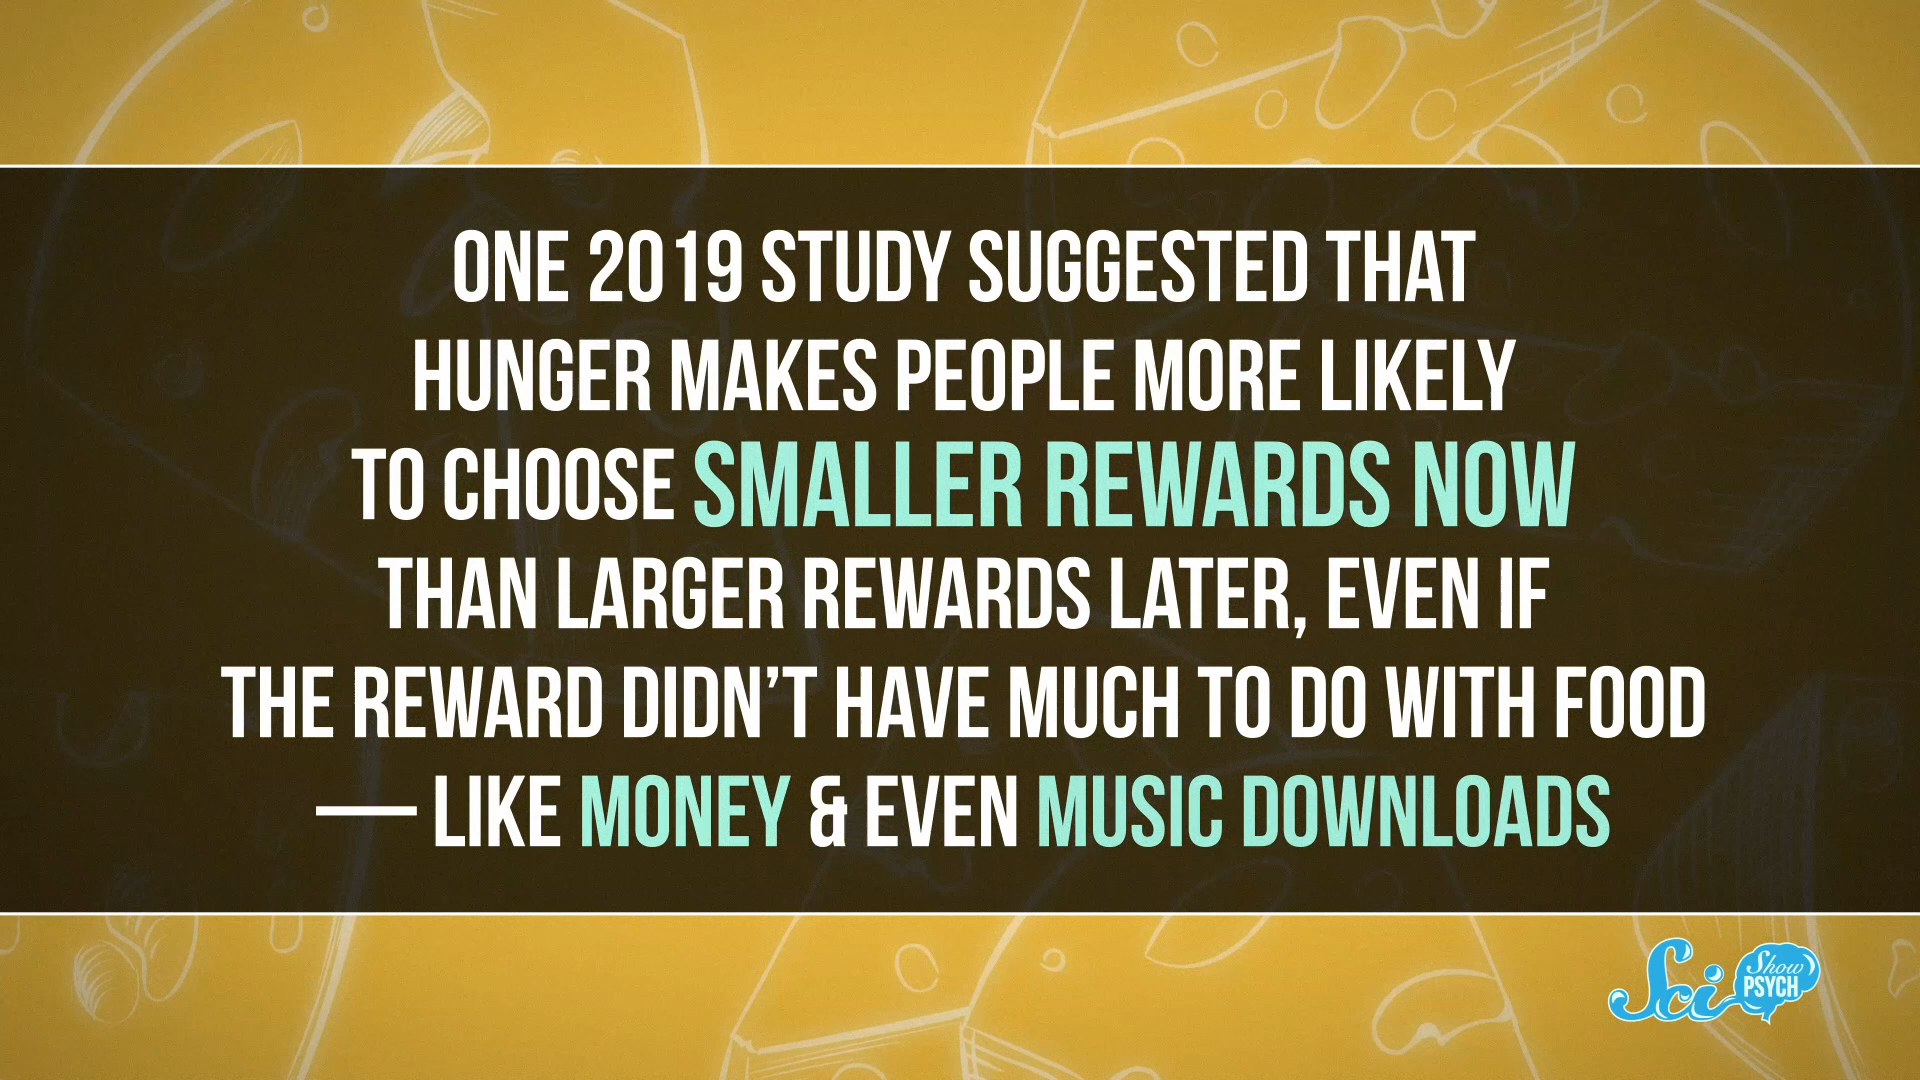 ONE 2019 STUDY SUGGESTED THAT
HUNGER MAKES PEOPLE MORE LIKELY
TO CHOOSE SMALLER REWARDS NOW
THAN LARGER REWARDS LATER, EVEN IF
THE REWARD DIDN’T HAVE MUCH TO DO WITH FOOD
— LIKE MONEY & EVEN MUSIC DOWNLOADS
Sci Show
PSYCH